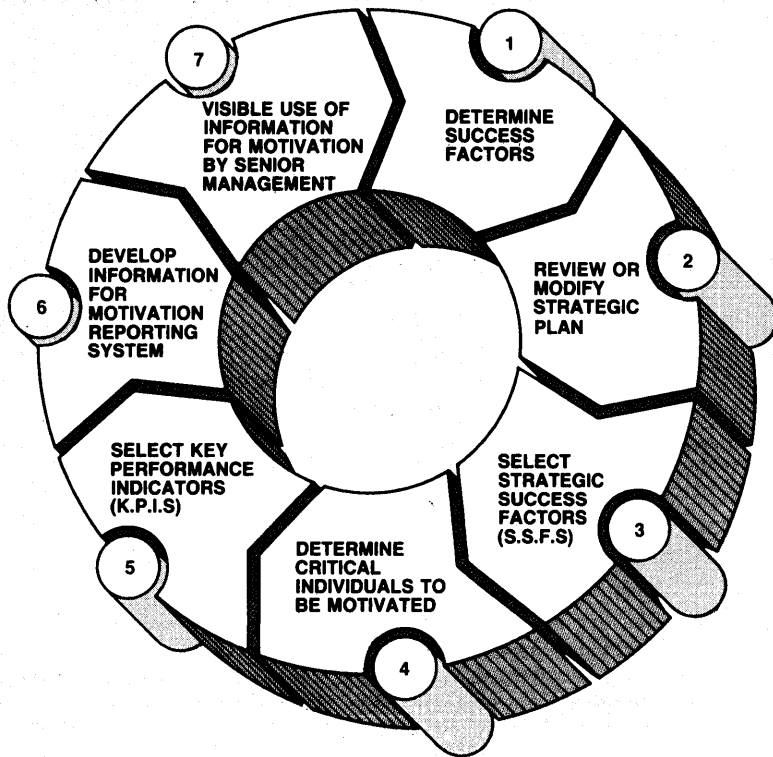 1
DETERMINE
SUCCESS
FACTORS
2
REVIEW OR
MODIFY
STRATEGIC
PLAN
3
SELECT
STRATEGIC
SUCCESS
FACTORS
(S.S.F.S)
4
DETERMINE
CRITICAL
INDIVIDUALS TO
BE MOTIVATED
5
SELECT KEY
PERFORMANCE
INDICATORS
(K.P.I.S)
6
DEVELOP
INFORMATION
FOR
MOTIVATION
REPORTING
SYSTEM
7
VISIBLE USE OF
INFORMATION
FOR MOTIVATION
BY SENIOR
MANAGEMENT